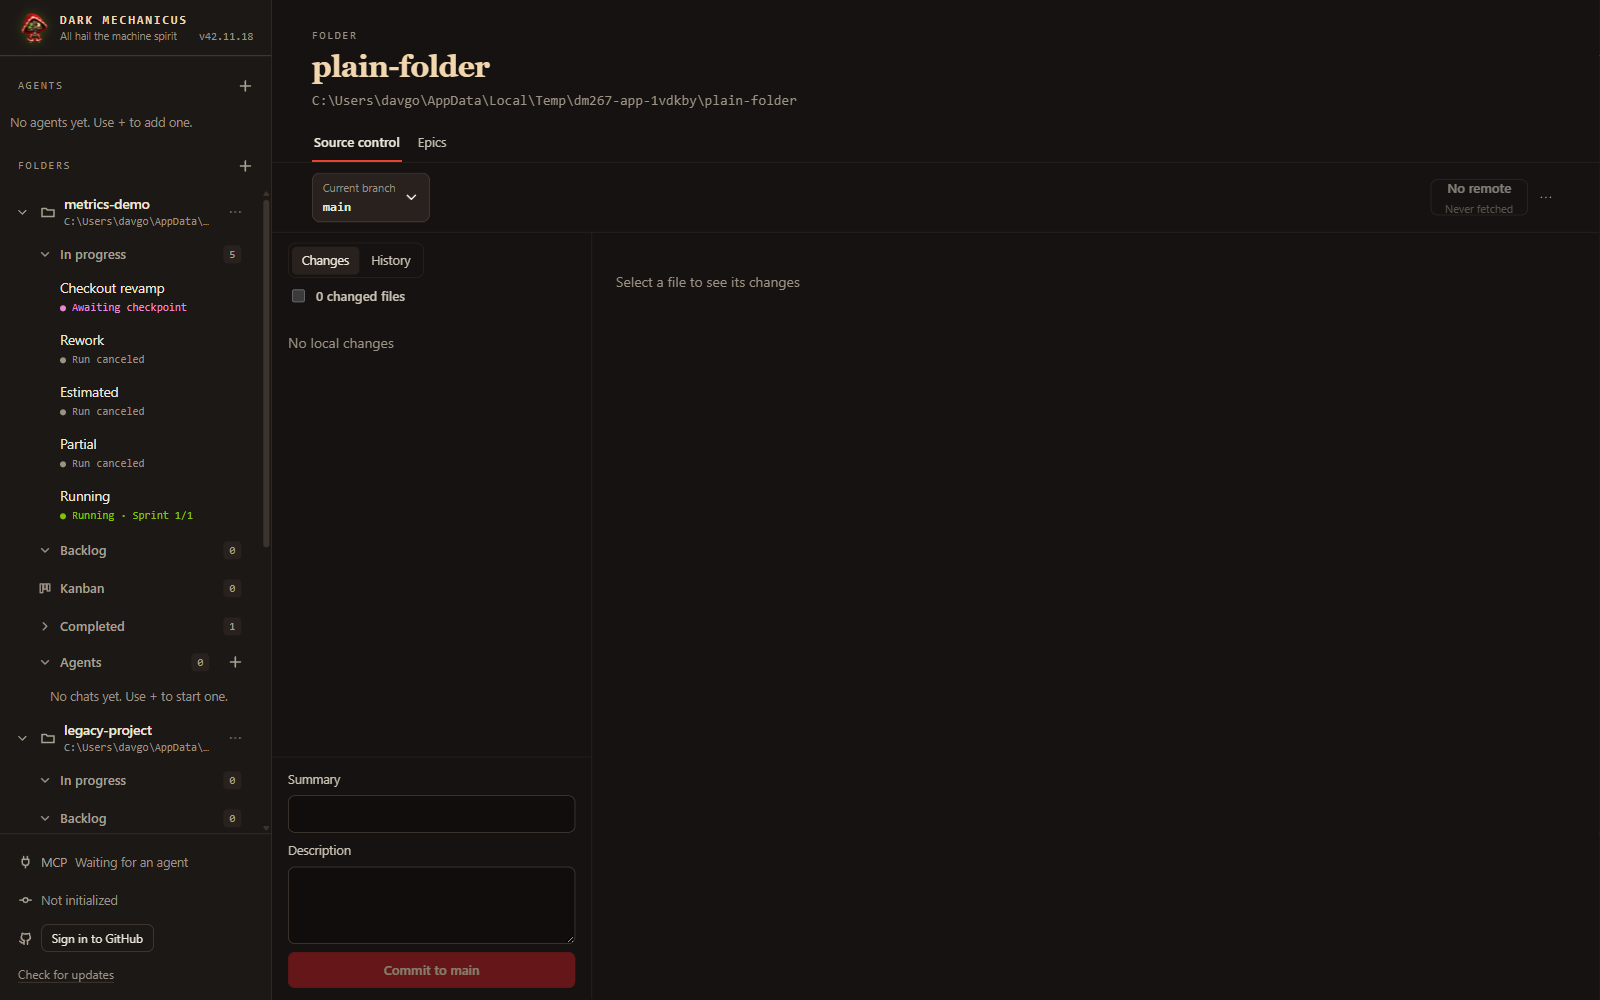 DARK MECHANICUS
All hail the machine spirit v42.11.18
AGENTS
No agents yet. Use + to add one.
FOLDERS
metrics-demo
C:\Users\davgo\AppData\…
In progress 5
Checkout revamp
Awaiting checkpoint
Rework
Run canceled
Estimated
Run canceled
Partial
Run canceled
Running
Running · Sprint 1/1
Backlog 0
Kanban 0
Completed 1
Agents 0
No chats yet. Use + to start one.
legacy-project
C:\Users\davgo\AppData\…
In progress 0
Backlog 0
MCP Waiting for an agent
Not initialized
Sign in to GitHub
Check for updates
FOLDER
plain-folder
C:\Users\davgo\AppData\Local\Temp\dm267-app-1vdkby\plain-folder
Source control Epics
Current branch
main
No remote
Never fetched
Changes History
0 changed files
No local changes
Select a file to see its changes
Summary
Description
Commit to main